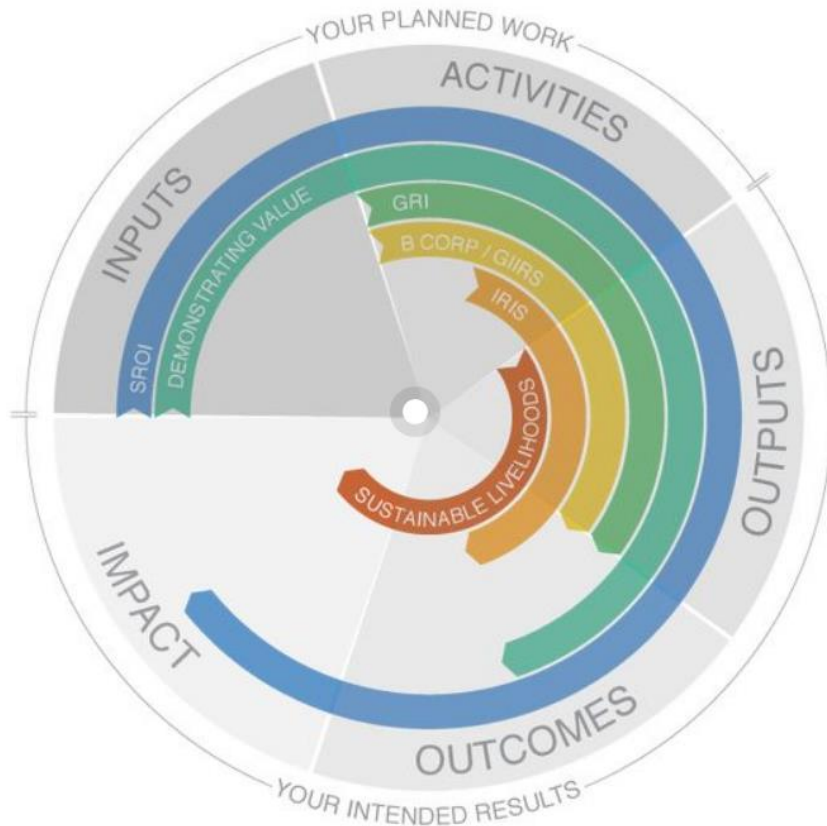 YOUR PLANNED WORK
ACTIVITIES
INPUTS
GRI
B CORP / GIIRS
IRIS
DEMONSTRATING VALUE
SROI
SUSTAINABLE LIVELIHOODS
OUTPUTS
IMPACT
OUTCOMES
YOUR INTENDED RESULTS